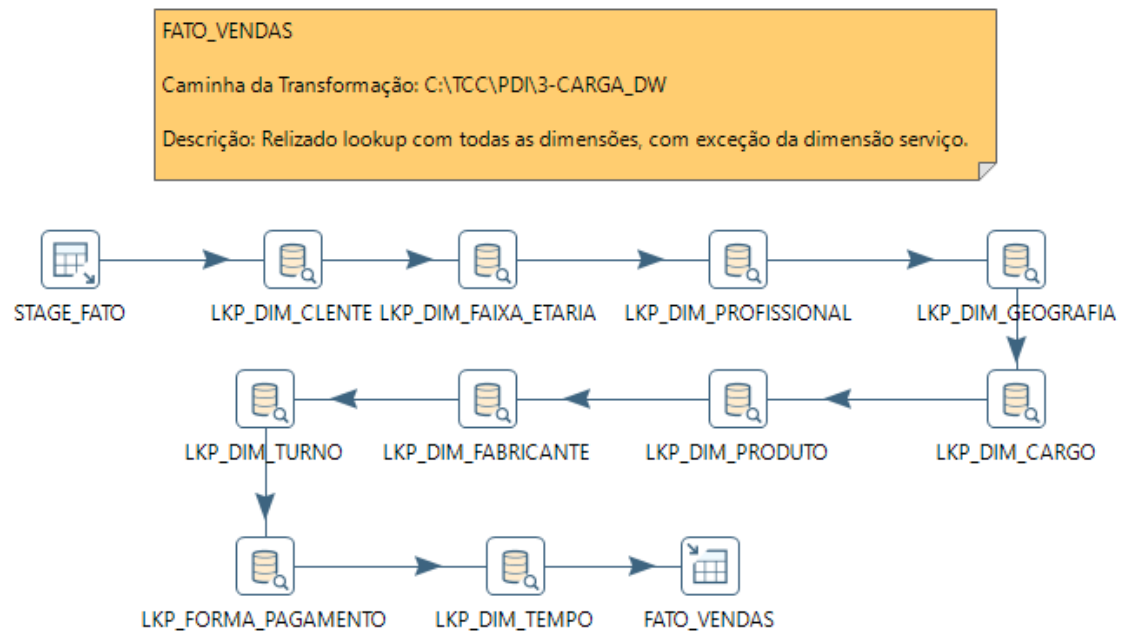 FATO_VENDAS
Caminha da Transformação: C:\TCC\PDI\3-CARGA_DW
Descrição: Relizado lookup com todas as dimensões, com exceção da dimensão serviço.
STAGE_FATO
LKP_DIM_CLENTE
LKP_DIM_FAIXA_ETARIA
LKP_DIM_PROFISSIONAL
LKP_DIM_GEOGRAFIA
LKP_DIM_TURNO
LKP_DIM_FABRICANTE
LKP_DIM_PRODUTO
LKP_DIM_CARGO
LKP_FORMA_PAGAMENTO
LKP_DIM_TEMPO
FATO_VENDAS